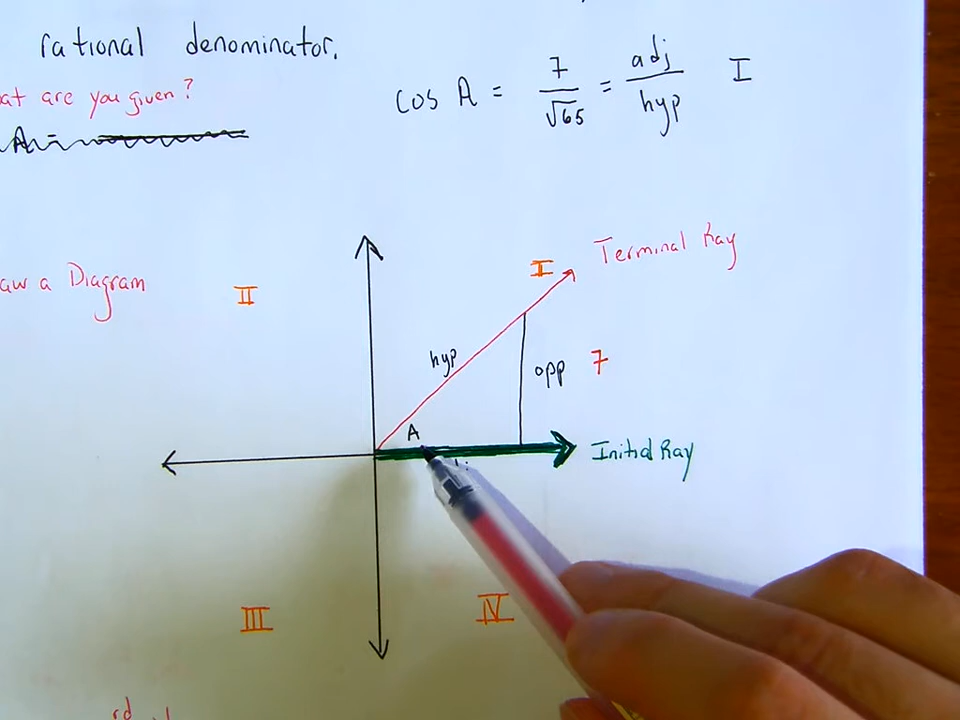 rational denominator.
at are you given?
cos A = 7/√65 = adj/hyp I
A =
Terminal Ray
I
aw a Diagram
II
hyp
opp 7
A
Initial Ray
III
IV
rd